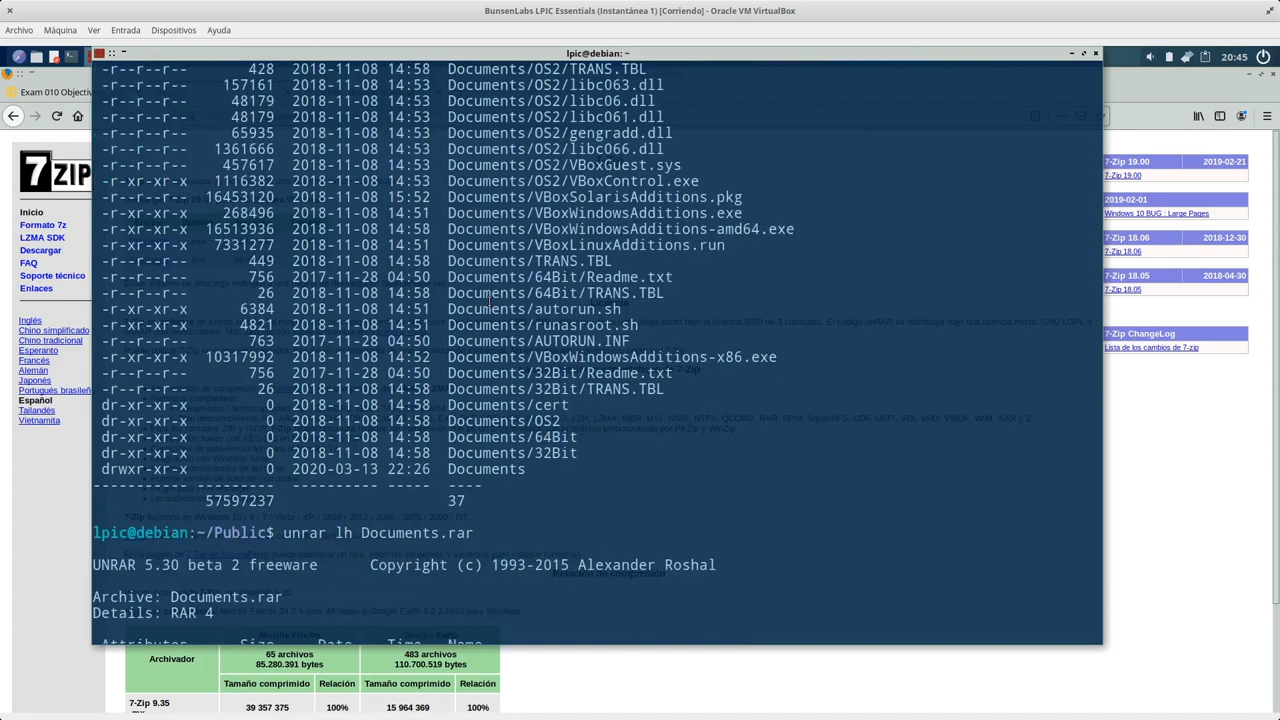 BunsenLabs LPIC Essentials (Instantánea 1) [Corriendo] - Oracle VM VirtualBox
Archivo Máquina Ver Entrada Dispositivos Ayuda
20:45
lpic@debian: ~
-r--r--r-- 428 2018-11-08 14:58 Documents/OS2/TRANS.TBL
-r--r--r-- 157161 2018-11-08 14:53 Documents/OS2/libc063.dll
-r--r--r-- 48176 2018-11-08 14:53 Documents/OS2/libc06.dll
-r--r--r-- 48179 2018-11-08 14:53 Documents/OS2/libc061.dll
-r--r--r-- 65935 2018-11-08 14:53 Documents/OS2/gengradd.dll
-r--r--r-- 1361666 2018-11-08 14:53 Documents/OS2/libc066.dll
-r--r--r-- 457617 2018-11-08 14:53 Documents/OS2/VBoxGuest.sys
-r-xr-xr-x 1116382 2018-11-08 14:53 Documents/OS2/VBoxControl.exe
-r-xr-xr-x 16453120 2018-11-08 15:52 Documents/VBoxSolarisAdditions.pkg
-r-xr-xr-x 268496 2018-11-08 14:51 Documents/VBoxWindowsAdditions.exe
-r-xr-xr-x 16513936 2018-11-08 14:58 Documents/VBoxWindowsAdditions-amd64.exe
-r-xr-xr-x 7331277 2018-11-08 14:51 Documents/VBoxLinuxAdditions.run
-r--r--r-- 449 2018-11-08 14:58 Documents/TRANS.TBL
-r--r--r-- 756 2017-11-28 04:50 Documents/64Bit/Readme.txt
-r--r--r-- 26 2018-11-08 14:58 Documents/64Bit/TRANS.TBL
-r-xr-xr-x 6384 2018-11-08 14:51 Documents/autorun.sh
-r-xr-xr-x 4821 2018-11-08 14:51 Documents/runasroot.sh
-r--r--r-- 763 2017-11-28 04:50 Documents/AUTORUN.INF
-r-xr-xr-x 10317992 2018-11-08 14:52 Documents/VBoxWindowsAdditions-x86.exe
-r--r--r-- 756 2017-11-28 04:50 Documents/32Bit/Readme.txt
-r--r--r-- 26 2018-11-08 14:58 Documents/32Bit/TRANS.TBL
dr-xr-xr-x 0 2018-11-08 14:58 Documents/cert
dr-xr-xr-x 0 2018-11-08 14:58 Documents/OS2
dr-xr-xr-x 0 2018-11-08 14:58 Documents/64Bit
dr-xr-xr-x 0 2018-11-08 14:58 Documents/32Bit
drwxr-xr-x 0 2020-03-13 22:26 Documents
----------- --------- ---------- ----- ----
57597237 37
lpic@debian:~/Public$ unrar lh Documents.rar
UNRAR 5.30 beta 2 freeware Copyright (c) 1993-2015 Alexander Roshal
Archive: Documents.rar
Details: RAR 4
Attributes Size Date Time Name
Exam 010 Objectiv
7ZIP
Inicio
Formato 7z
LZMA SDK
Descargar
FAQ
Soporte técnico
Enlaces
Inglés
Chino simplificado
Chino tradicional
Esperanto
Francés
Alemán
Japonés
Portugués brasileñ
Español
Tailandés
Vietnamita
7-Zip 19.00 2019-02-21
7-Zip 19.00
2019-02-01
Windows 10 BUG : Large Pages
7-Zip 18.06 2018-12-30
7-Zip 18.06
7-Zip 18.05 2018-04-30
7-Zip 18.05
7-Zip ChangeLog
Lista de los cambios de 7-zip
Archivador 65 archivos 85.280.391 bytes 483 archivos 110.700.519 bytes
Tamaño comprimido Relación Tamaño comprimido Relación
7-Zip 9.35 39 357 375 100% 15 964 369 100%